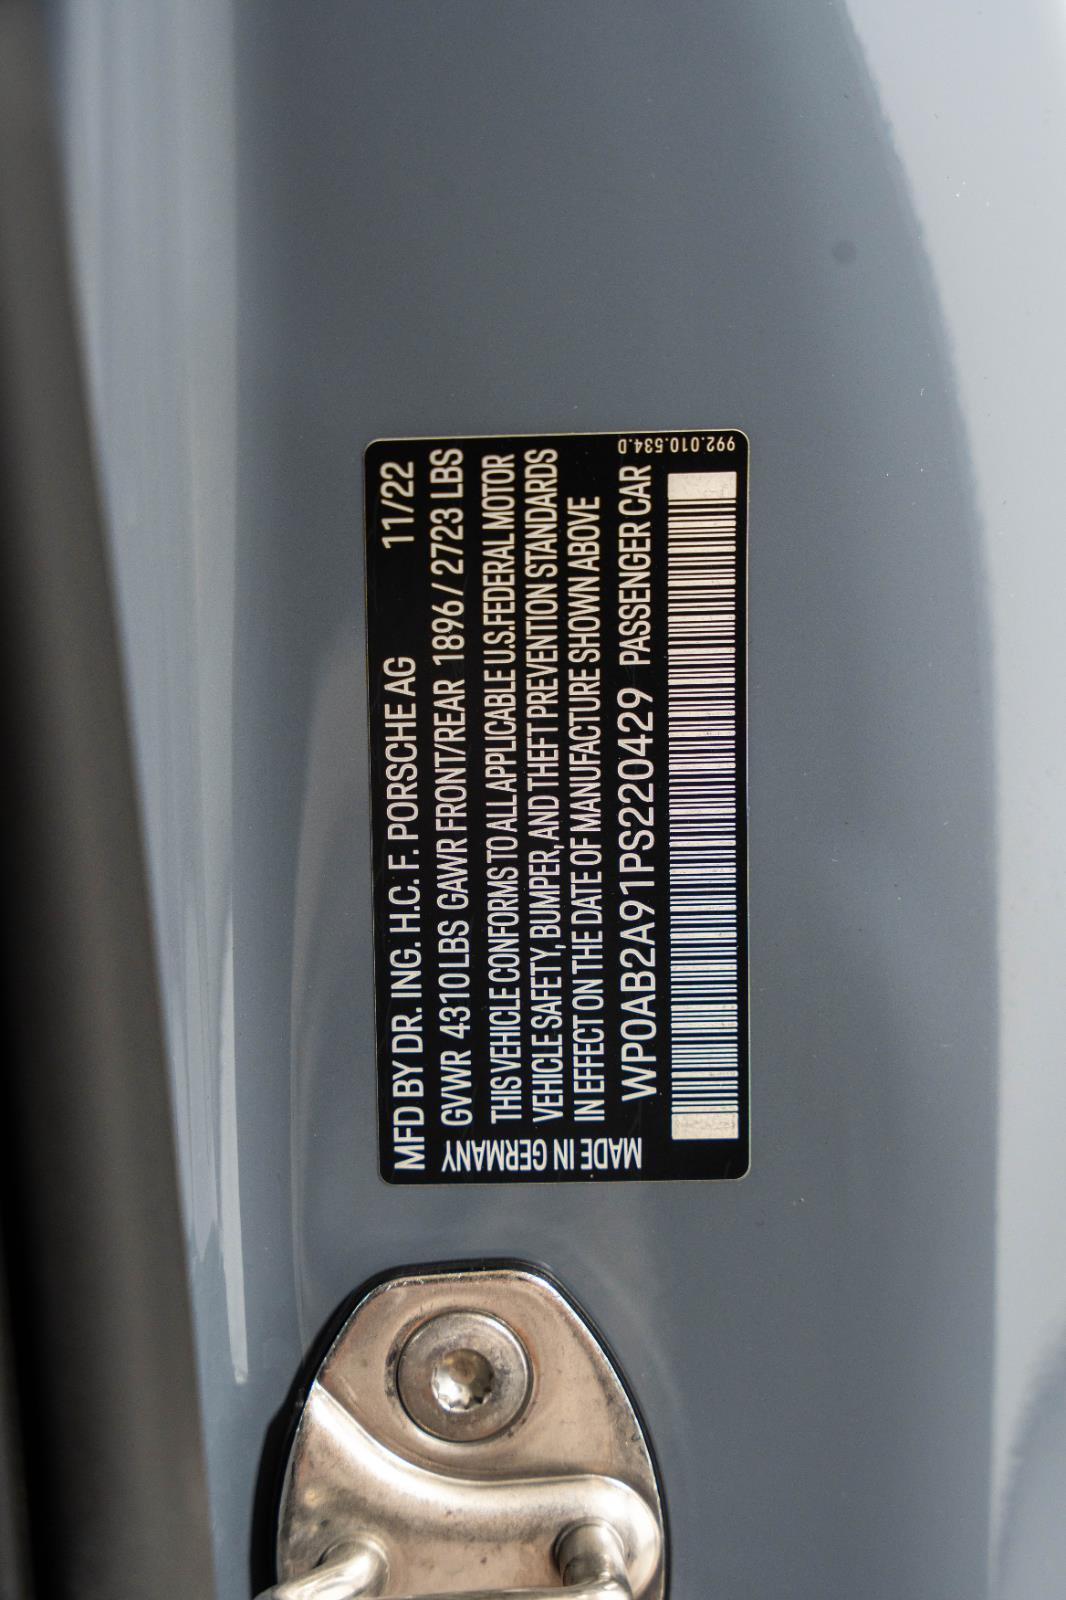 MFD BY DR. ING. H.C. F. PORSCHE AG 11/22
GVWR 4310 LBS GAWR FRONT/REAR 1896 / 2723 LBS
THIS VEHICLE CONFORMS TO ALL APPLICABLE U.S. FEDERAL MOTOR
VEHICLE SAFETY, BUMPER, AND THEFT PREVENTION STANDARDS
IN EFFECT ON THE DATE OF MANUFACTURE SHOWN ABOVE
WP0AB2A91PS220429 PASSENGER CAR
MADE IN GERMANY
992.010.534.D